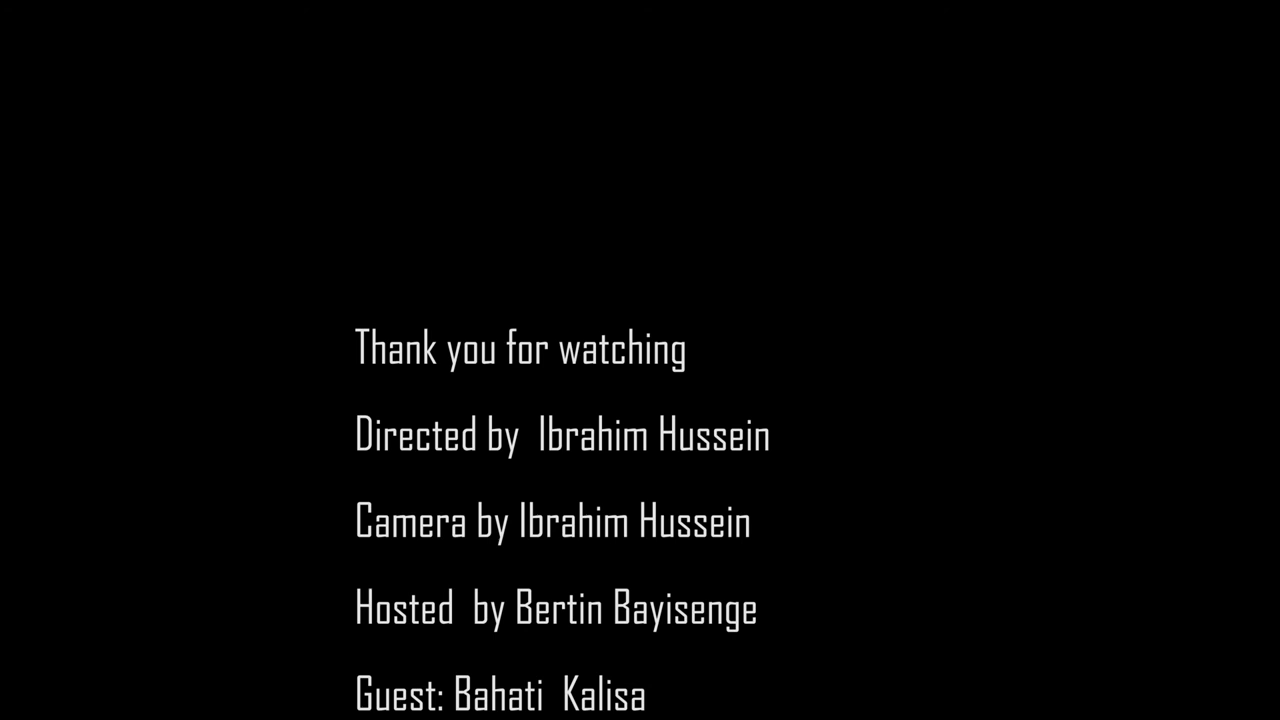 Thank you for watching
Directed by  Ibrahim Hussein
Camera by Ibrahim Hussein
Hosted  by Bertin Bayisenge
Guest: Bahati  Kalisa